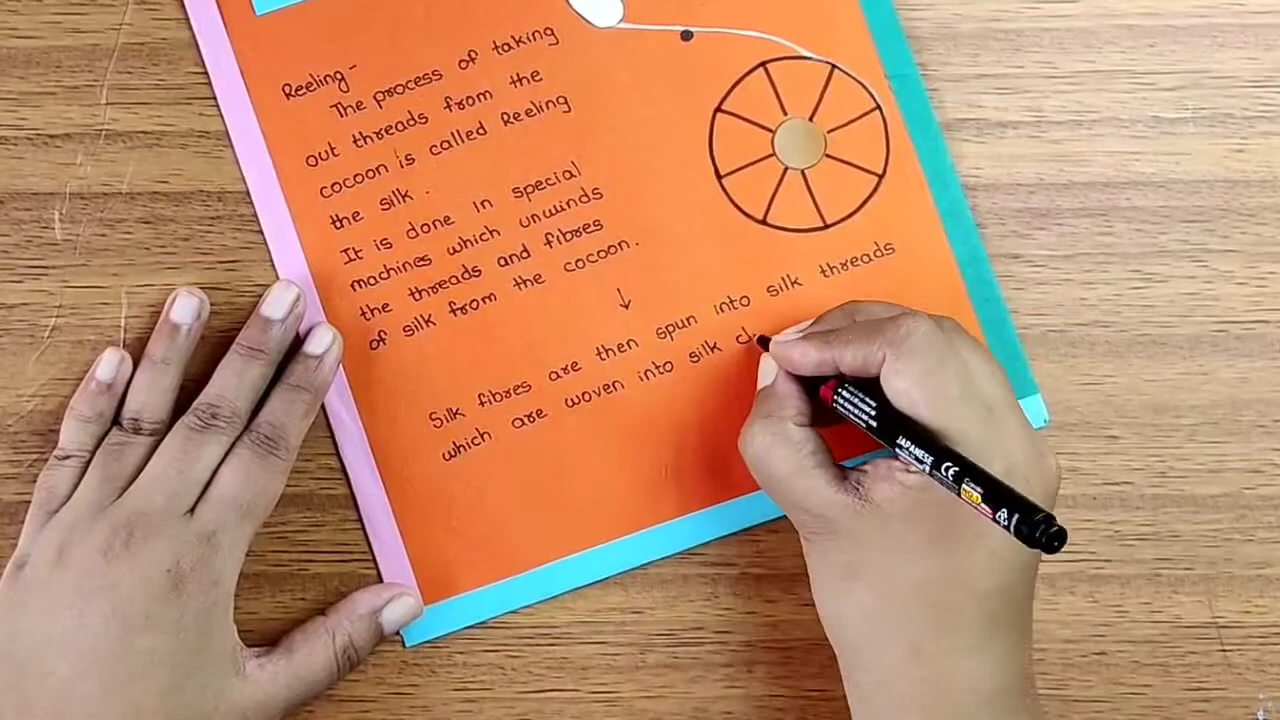 Reeling-
The process of taking
out threads from the
cocoon is called Reeling
the silk.
It is done in special
machines which unwinds
the threads and fibres
of silk from the cocoon.
Silk fibres are then spun into silk threads
which are woven into silk
JAPANESE
CE